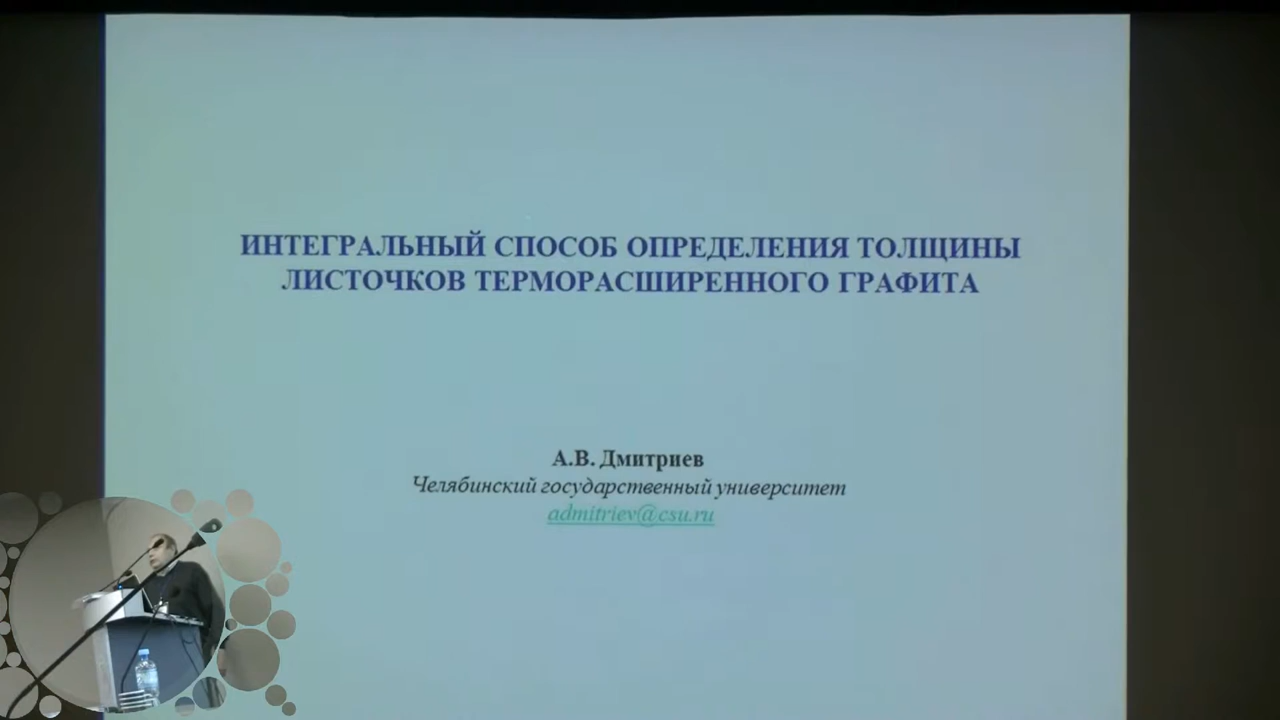 ИНТЕГРАЛЬНЫЙ СПОСОБ ОПРЕДЕЛЕНИЯ ТОЛЩИНЫ
ЛИСТОЧКОВ ТЕРМОРАСШИРЕННОГО ГРАФИТА
А.В. Дмитриев
Челябинский государственный университет
admitriev@csu.ru